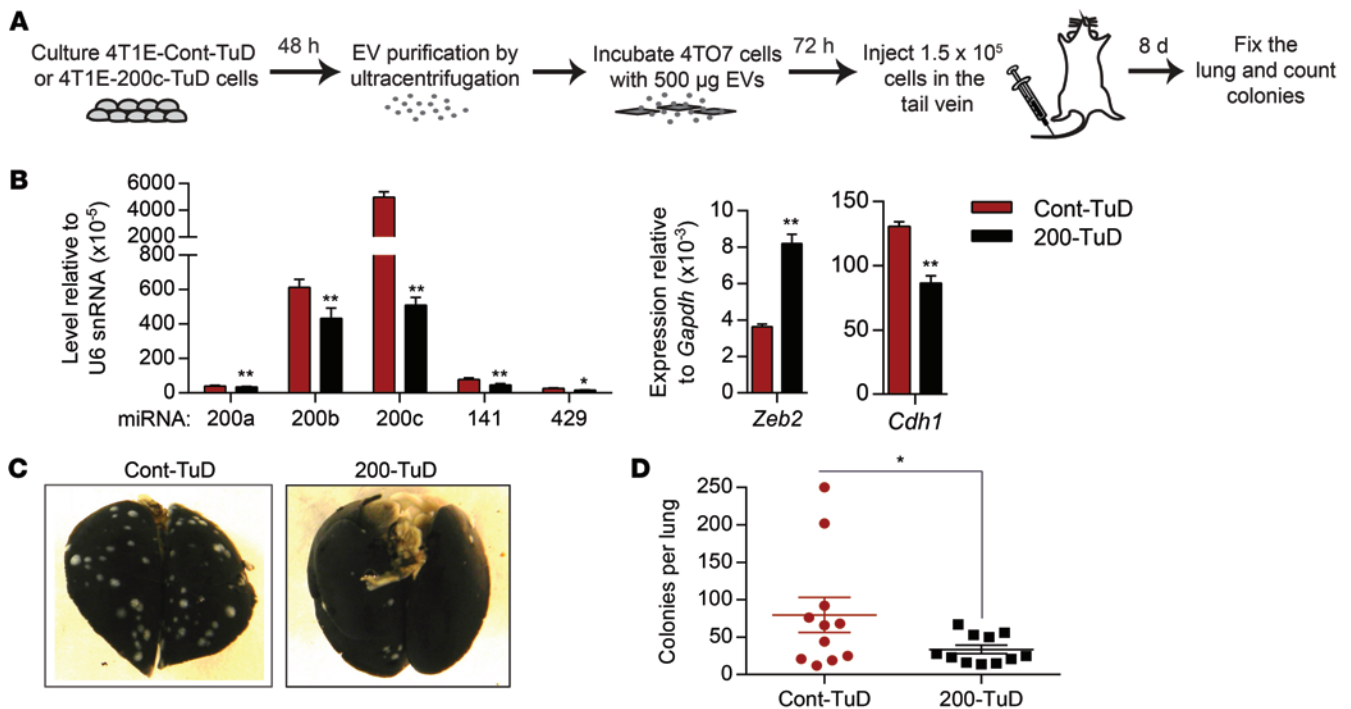 A
Culture 4T1E-Cont-TuD
or 4T1E-200c-TuD cells
48 h
EV purification by
ultracentrifugation
Incubate 4TO7 cells
with 500 µg EVs
72 h
Inject 1.5 x 10⁵
cells in the
tail vein
8 d
Fix the
lung and count
colonies
B
Level relative to
U6 snRNA (x10⁻⁵)
6000
4000
2000
800
600
400
200
0
**
**
**
**
*
miRNA: 200a 200b 200c 141 429
Expression relative
to Gapdh (x10⁻³)
10
8
6
4
2
0
**
Zeb2
150
100
50
0
**
Cdh1
Cont-TuD
200-TuD
C
Cont-TuD
200-TuD
D
*
Colonies per lung
250
200
150
100
50
0
Cont-TuD
200-TuD